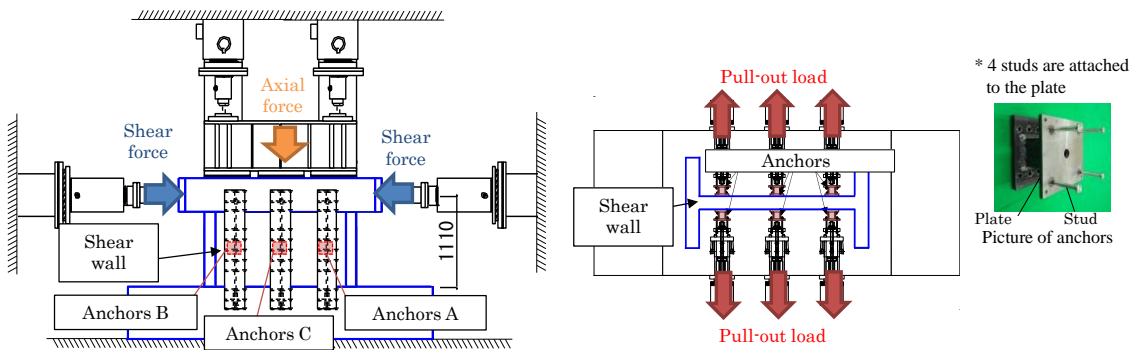 Axial
force
Shear
force
Shear
force
Shear
wall
1110
Anchors B
Anchors C
Anchors A
Pull-out load
Anchors
Shear
wall
Pull-out load
* 4 studs are attached
to the plate
Plate
Stud
Picture of anchors